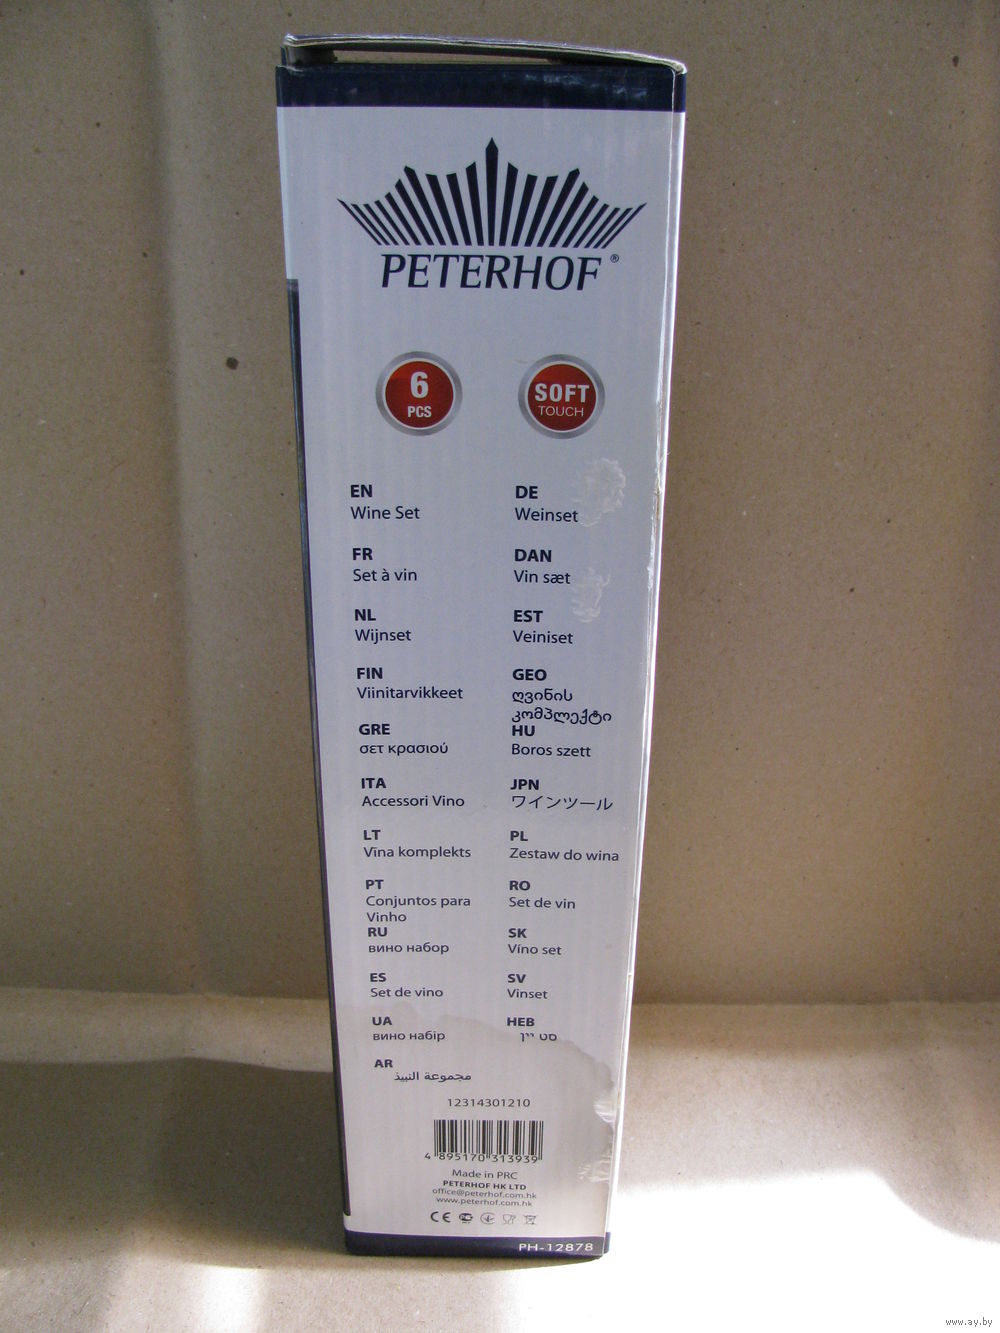 PETERHOF ®
6
PCS
SOFT
TOUCH
EN
Wine Set
DE
Weinset
FR
Set à vin
DAN
Vin sæt
NL
Wijnset
EST
Veiniset
FIN
Viinitarvikkeet
GEO
ღვინის
კომპლექტი
GRE
σετ κρασιού
HU
Boros szett
ITA
Accessori Vino
JPN
ワインツール
LT
Vīna komplekts
PL
Zestaw do wina
PT
Conjuntos para
Vinho
RO
Set de vin
RU
вино набор
SK
Víno set
ES
Set de vino
SV
Vinset
UA
вино набір
HEB
סט יין
AR
مجموعة النبيذ
12314301210
4 895170 313939
Made in PRC
PETERHOF HK LTD
office@peterhof.com.hk
www.peterhof.com.hk
CE
PH-12878
www.ay.by